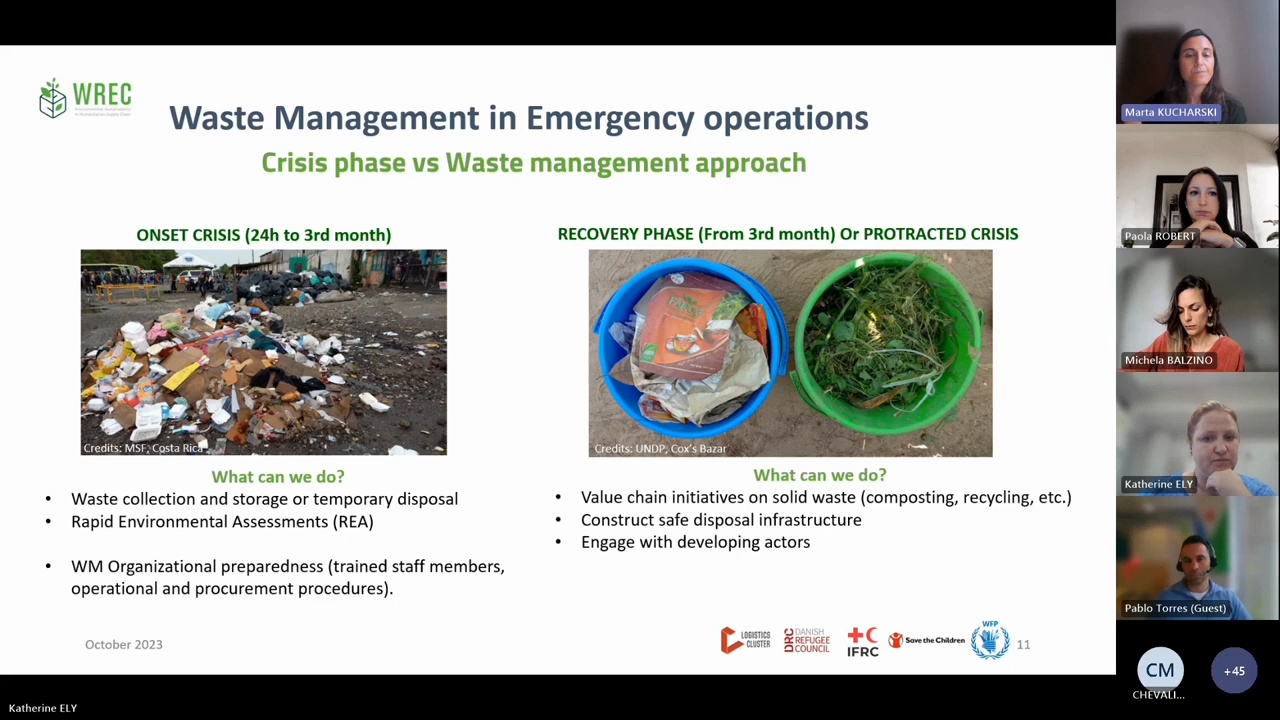 WREC
Waste Management in Emergency operations
Crisis phase vs Waste management approach
ONSET CRISIS (24h to 3rd month)
Credits: MSF, Costa Rica
What can we do?
• Waste collection and storage or temporary disposal
• Rapid Environmental Assessments (REA)
• WM Organizational preparedness (trained staff members,
operational and procurement procedures).
RECOVERY PHASE (From 3rd month) Or PROTRACTED CRISIS
Credits: UNDP, Cox's Bazar
What can we do?
• Value chain initiatives on solid waste (composting, recycling, etc.)
• Construct safe disposal infrastructure
• Engage with developing actors
October 2023
LOGISTICS
CLUSTER
DRC DANISH
REFUGEE
COUNCIL
IFRC
Save the Children
WFP
11
Katherine ELY
Marta KUCHARSKI
Paola ROBERT
Michela BALZINO
Katherine ELY
Pablo Torres (Guest)
CM
CHEVALI...
+45